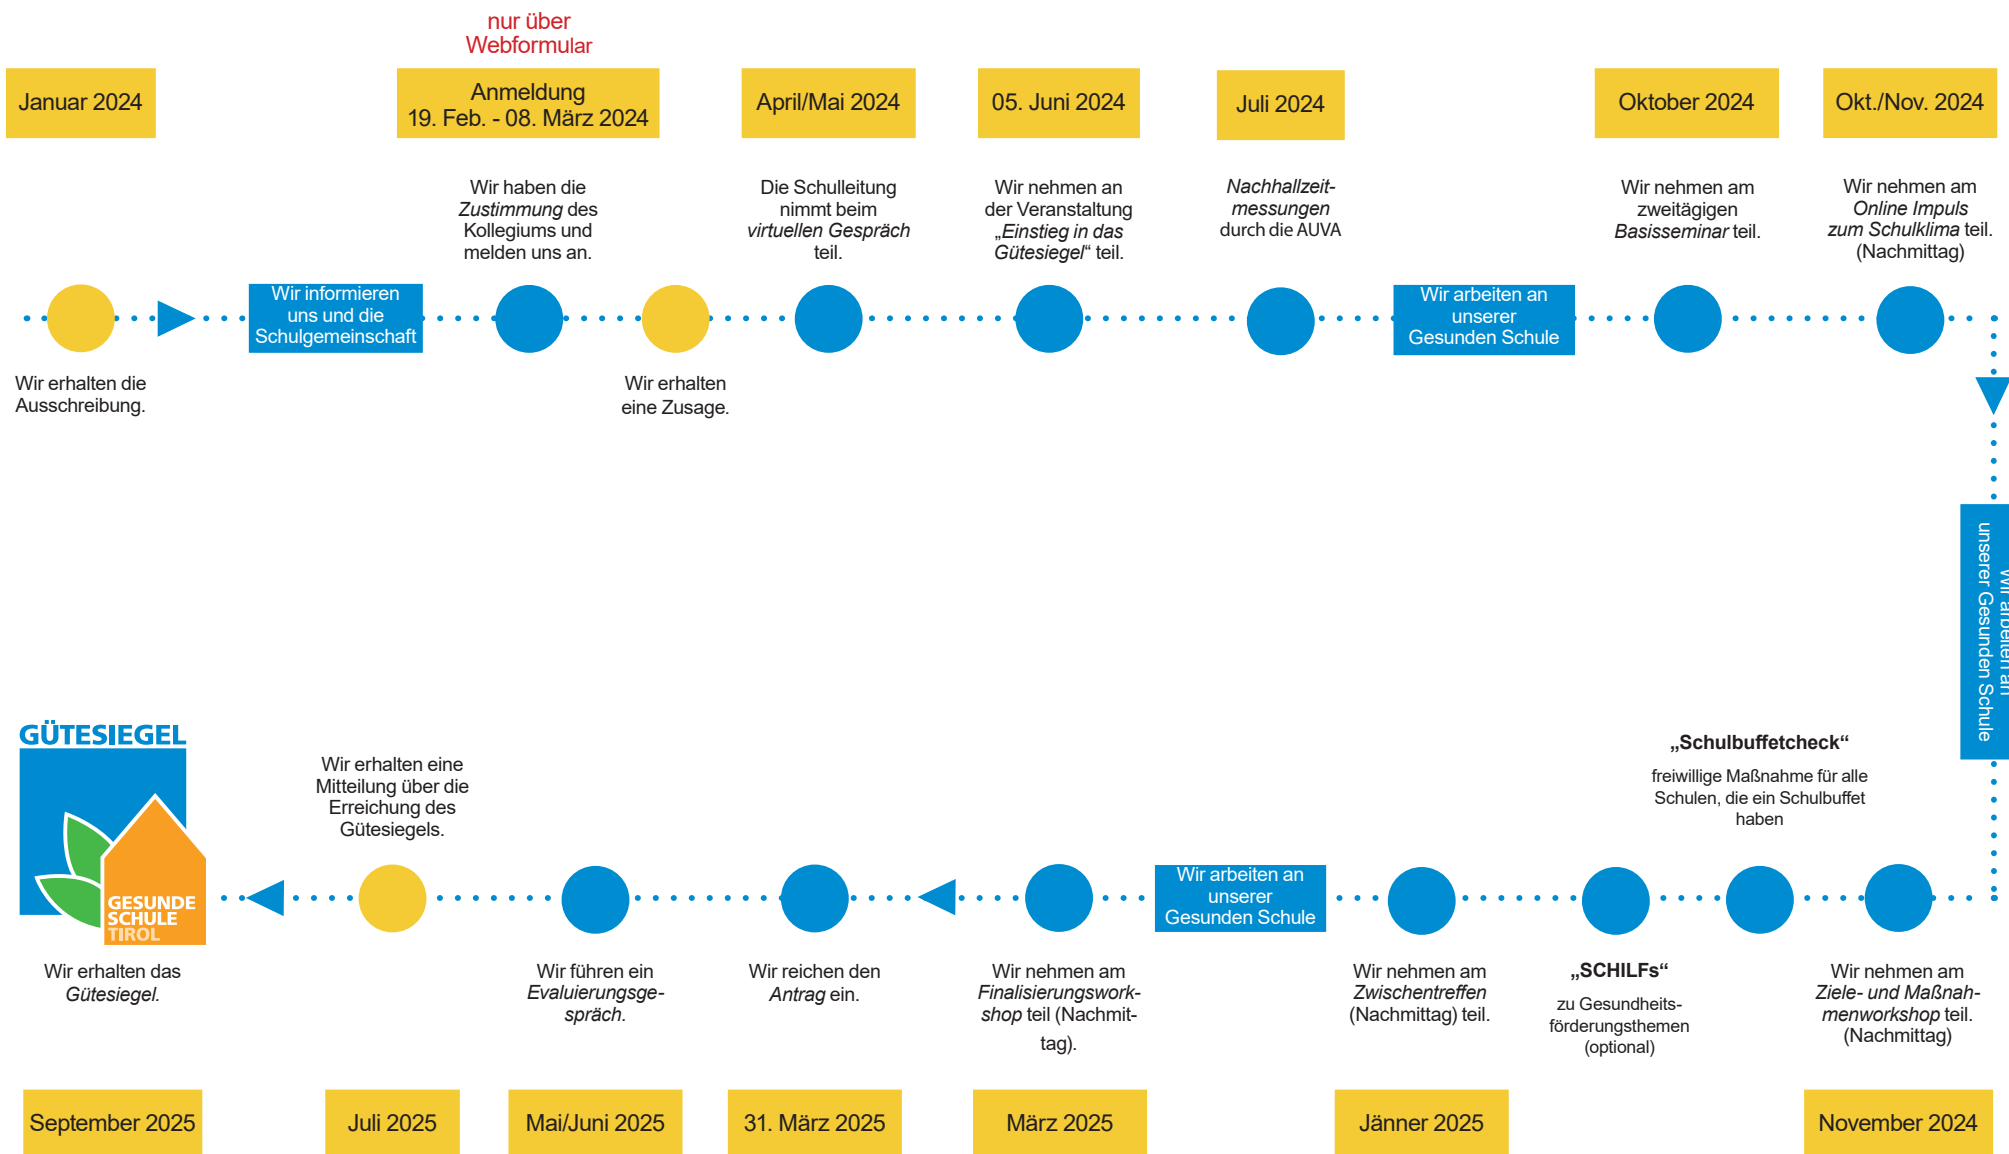 nur über
Webformular
Januar 2024
Anmeldung
19. Feb. - 08. März 2024
April/Mai 2024
05. Juni 2024
Juli 2024
Oktober 2024
Okt./Nov. 2024
Wir haben die
Zustimmung des
Kollegiums und
melden uns an.
Die Schulleitung
nimmt beim
virtuellen Gespräch
teil.
Wir nehmen an
der Veranstaltung
„Einstieg in das
Gütesiegel“ teil.
Nachhallzeit-
messungen
durch die AUVA
Wir nehmen am
zweitägigen
Basisseminar teil.
Wir nehmen am
Online Impuls
zum Schulklima teil.
(Nachmittag)
Wir informieren
uns und die
Schulgemeinschaft
Wir arbeiten an
unserer
Gesunden Schule
Wir erhalten die
Ausschreibung.
Wir erhalten
eine Zusage.
Wir arbeiten an
unserer Gesunden Schule
GÜTESIEGEL
GESUNDE
SCHULE
TIROL
Wir erhalten eine
Mitteilung über die
Erreichung des
Gütesiegels.
„Schulbuffetcheck“
freiwillige Maßnahme für alle
Schulen, die ein Schulbuffet
haben
Wir arbeiten an
unserer
Gesunden Schule
Wir erhalten das
Gütesiegel.
Wir führen ein
Evaluierungsge-
spräch.
Wir reichen den
Antrag ein.
Wir nehmen am
Finalisierungswork-
shop teil (Nachmit-
tag).
Wir nehmen am
Zwischentreffen
(Nachmittag) teil.
„SCHILFs“
zu Gesundheits-
förderungsthemen
(optional)
Wir nehmen am
Ziele- und Maßnah-
menworkshop teil.
(Nachmittag)
September 2025
Juli 2025
Mai/Juni 2025
31. März 2025
März 2025
Jänner 2025
November 2024